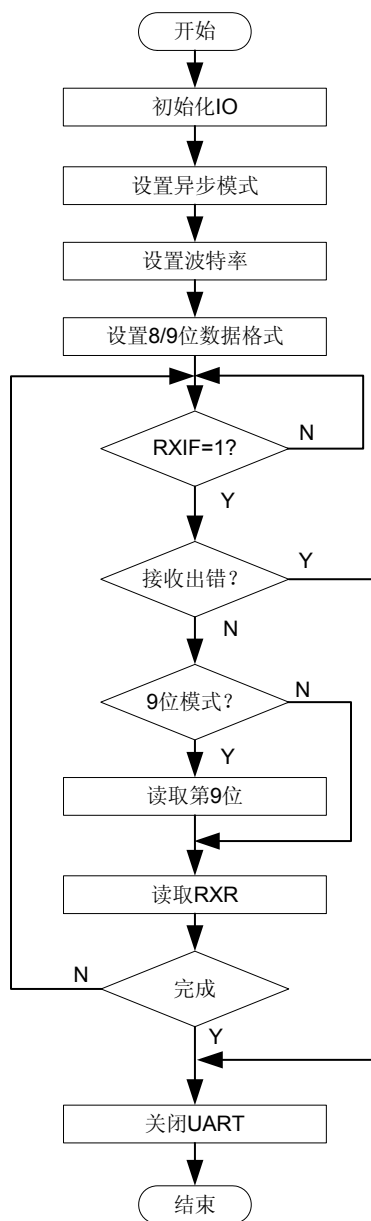 开始
初始化IO
设置异步模式
设置波特率
设置8/9位数据格式
RXIF=1?
N
Y
接收出错？
Y
N
9位模式？
N
Y
读取第9位
读取RXR
N
完成
Y
关闭UART
结束